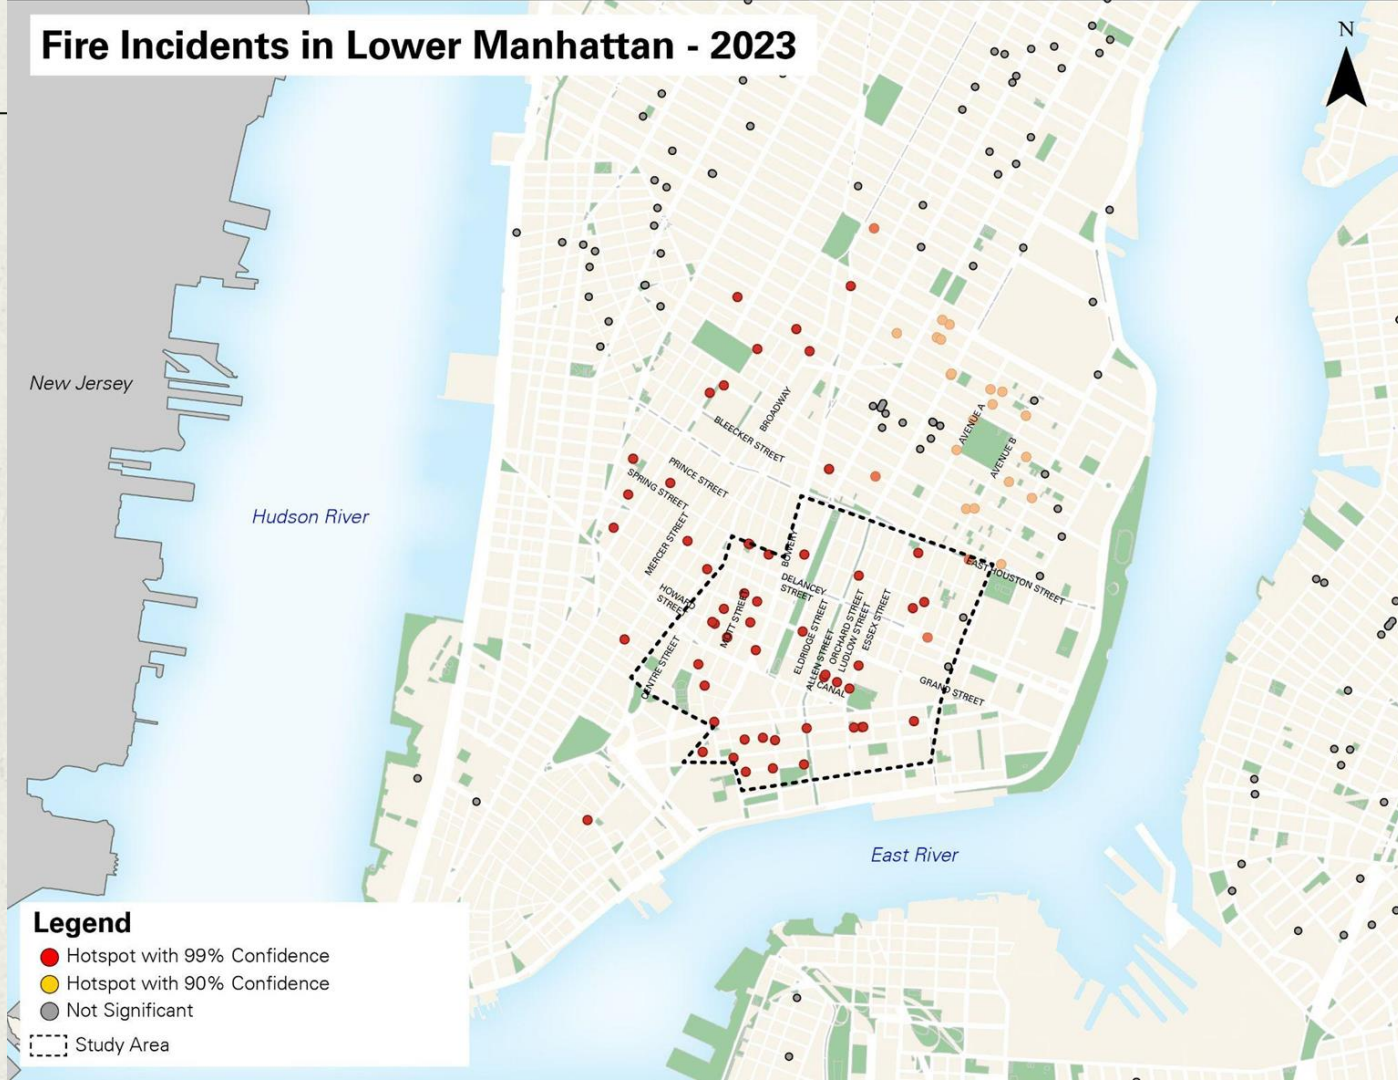 Fire Incidents in Lower Manhattan - 2023
N
New Jersey
Hudson River
BROADWAY
BLEECKER STREET
AVENUE A
AVENUE B
PRINCE STREET
SPRING STREET
MERCER STREET
BOWERY
EAST HOUSTON STREET
DELANCEY
STREET
HOWARD
STREET
MOTT STREET
ELDRIDGE STREET
ALLEN STREET
ORCHARD STREET
LUDLOW STREET
ESSEX STREET
CENTRE STREET
CANAL
GRAND STREET
East River
Legend
Hotspot with 99% Confidence
Hotspot with 90% Confidence
Not Significant
Study Area